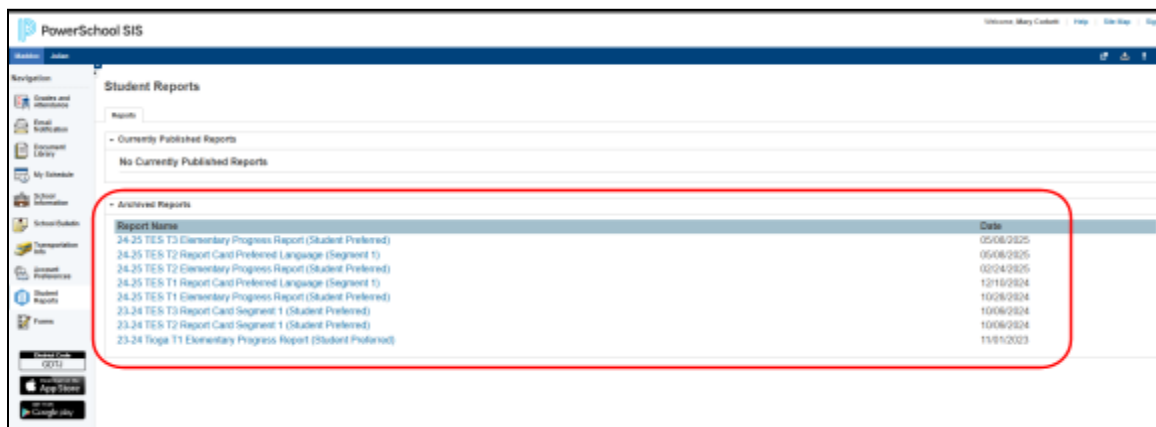 PowerSchool SIS
Welcome, Mary Corbett | Help | Site Map |
Maddox Julian
Navigation
Grades and Attendance
Email Notification
Document Library
My Schedule
School Information
School Bulletin
Transportation Info
Account Preferences
Student Reports
Forms
District Code
App Store
Google play
Student Reports
Reports
- Currently Published Reports
No Currently Published Reports
- Archived Reports
Report Name Date
24-25 TES T3 Elementary Progress Report (Student Preferred) 05/08/2025
24-25 TES T2 Report Card Preferred Language (Segment 1) 05/08/2025
24-25 TES T2 Elementary Progress Report (Student Preferred) 02/24/2025
24-25 TES T1 Report Card Preferred Language (Segment 1) 12/10/2024
24-25 TES T1 Elementary Progress Report (Student Preferred) 10/28/2024
23-24 TES T3 Report Card Segment 1 (Student Preferred) 10/09/2024
23-24 TES T2 Report Card Segment 1 (Student Preferred) 10/09/2024
23-24 Tioga T1 Elementary Progress Report (Student Preferred) 11/01/2023